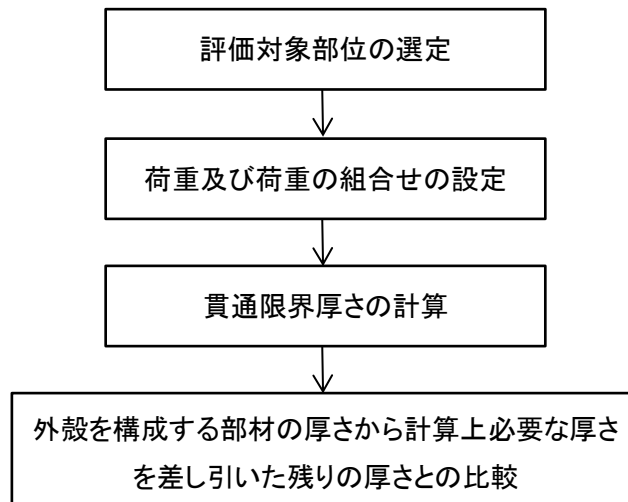 評価対象部位の選定
荷重及び荷重の組合せの設定
貫通限界厚さの計算
外殻を構成する部材の厚さから計算上必要な厚さ
を差し引いた残りの厚さとの比較